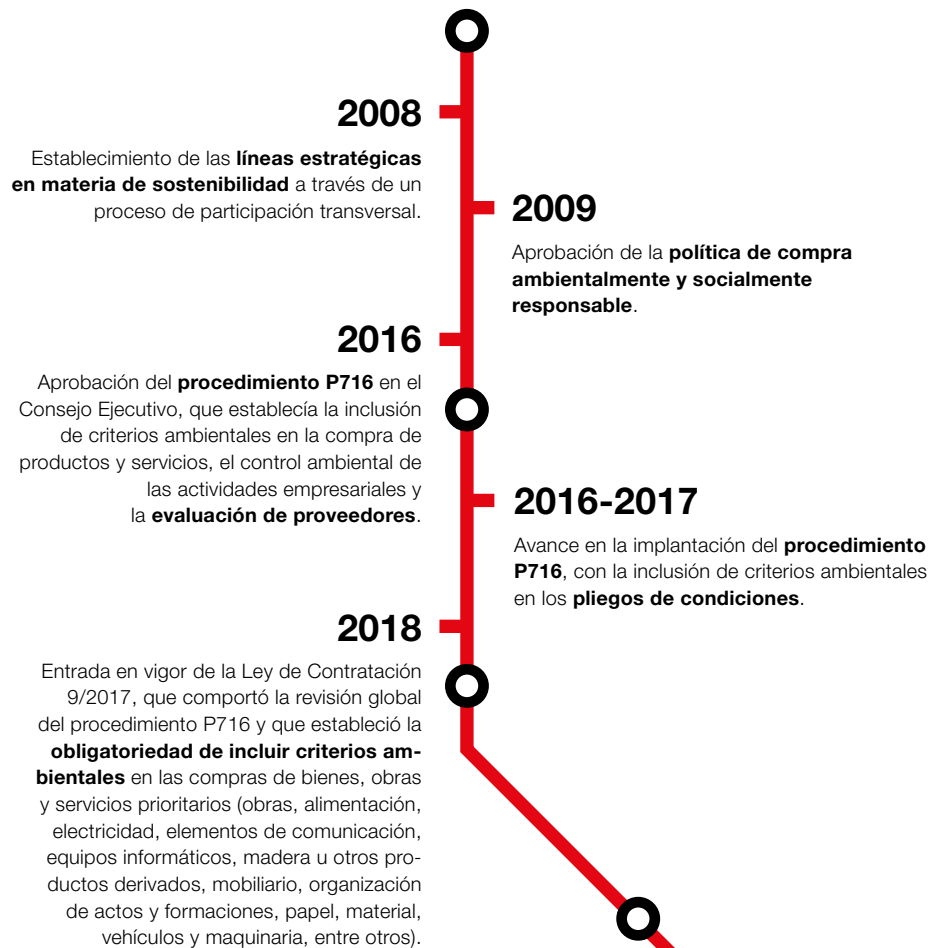 2008
Establecimiento de las líneas estratégicas
en materia de sostenibilidad a través de un
proceso de participación transversal.
2009
Aprobación de la política de compra
ambientalmente y socialmente
responsable.
2016
Aprobación del procedimiento P716 en el
Consejo Ejecutivo, que establecía la inclusión
de criterios ambientales en la compra de
productos y servicios, el control ambiental de
las actividades empresariales y
la evaluación de proveedores.
2016-2017
Avance en la implantación del procedimiento
P716, con la inclusión de criterios ambientales
en los pliegos de condiciones.
2018
Entrada en vigor de la Ley de Contratación
9/2017, que comportó la revisión global
del procedimiento P716 y que estableció la
obligatoriedad de incluir criterios am-
bientales en las compras de bienes, obras
y servicios prioritarios (obras, alimentación,
electricidad, elementos de comunicación,
equipos informáticos, madera u otros pro-
ductos derivados, mobiliario, organización
de actos y formaciones, papel, material,
vehículos y maquinaria, entre otros).